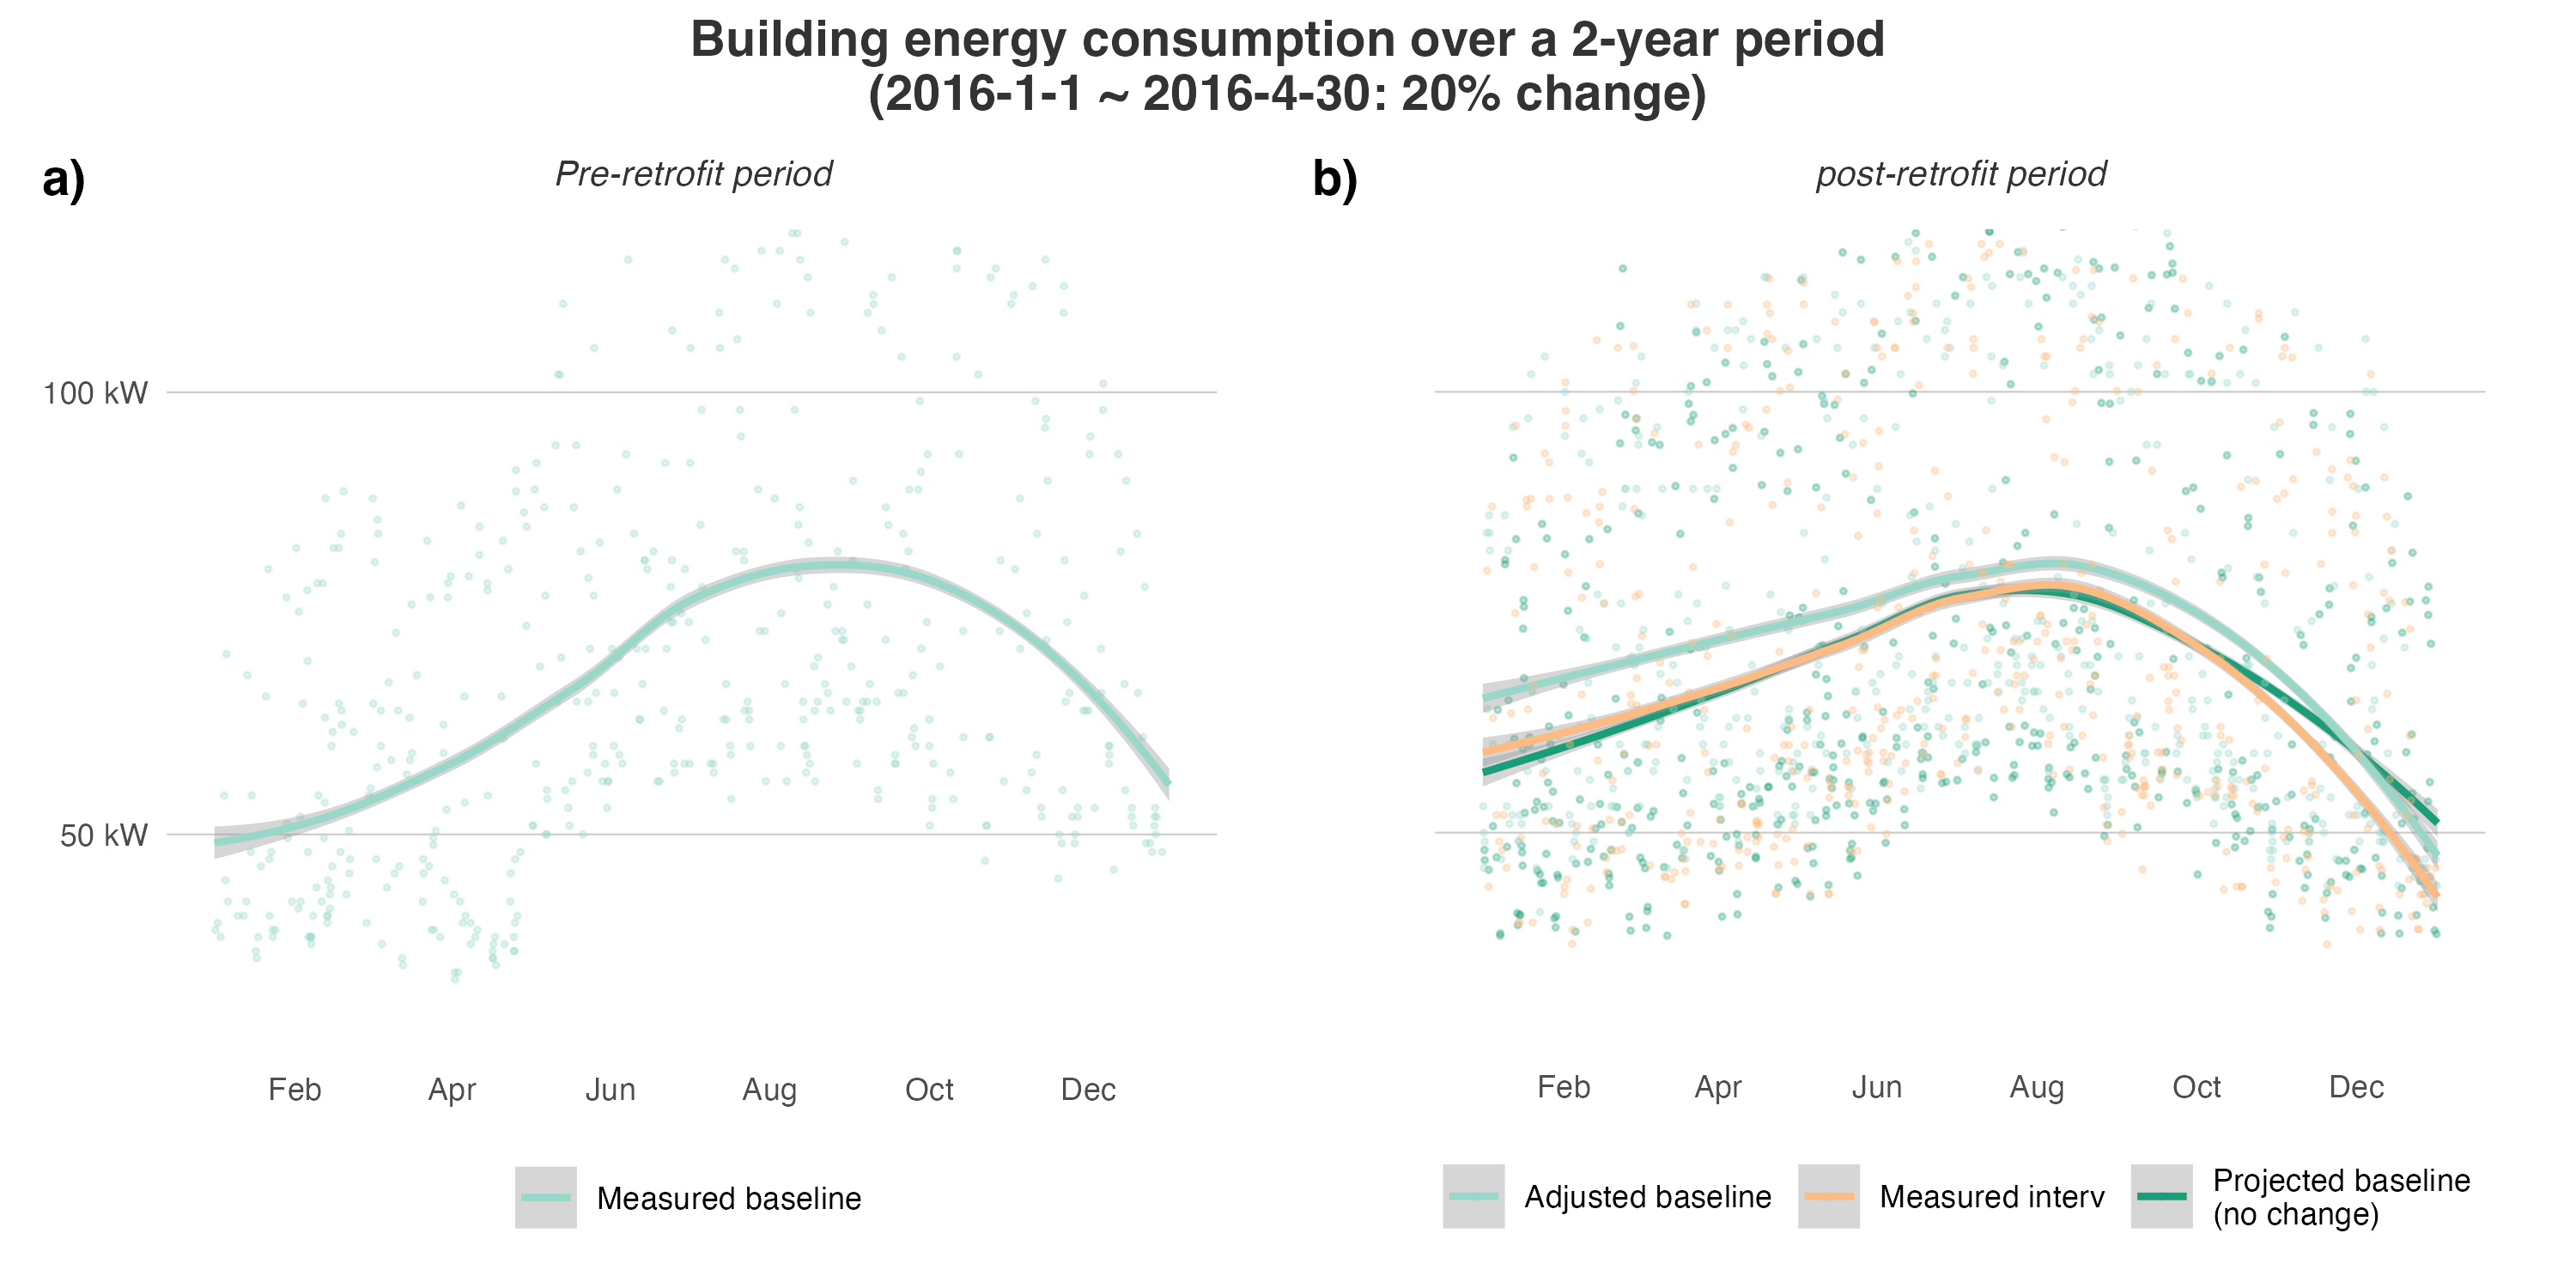 Building energy consumption over a 2-year period
(2016-1-1 ~ 2016-4-30: 20% change)
a)
Pre-retrofit period
100 kW
50 kW
Feb Apr Jun Aug Oct Dec
Measured baseline
b)
post-retrofit period
Feb Apr Jun Aug Oct Dec
Adjusted baseline
Measured interv
Projected baseline
(no change)